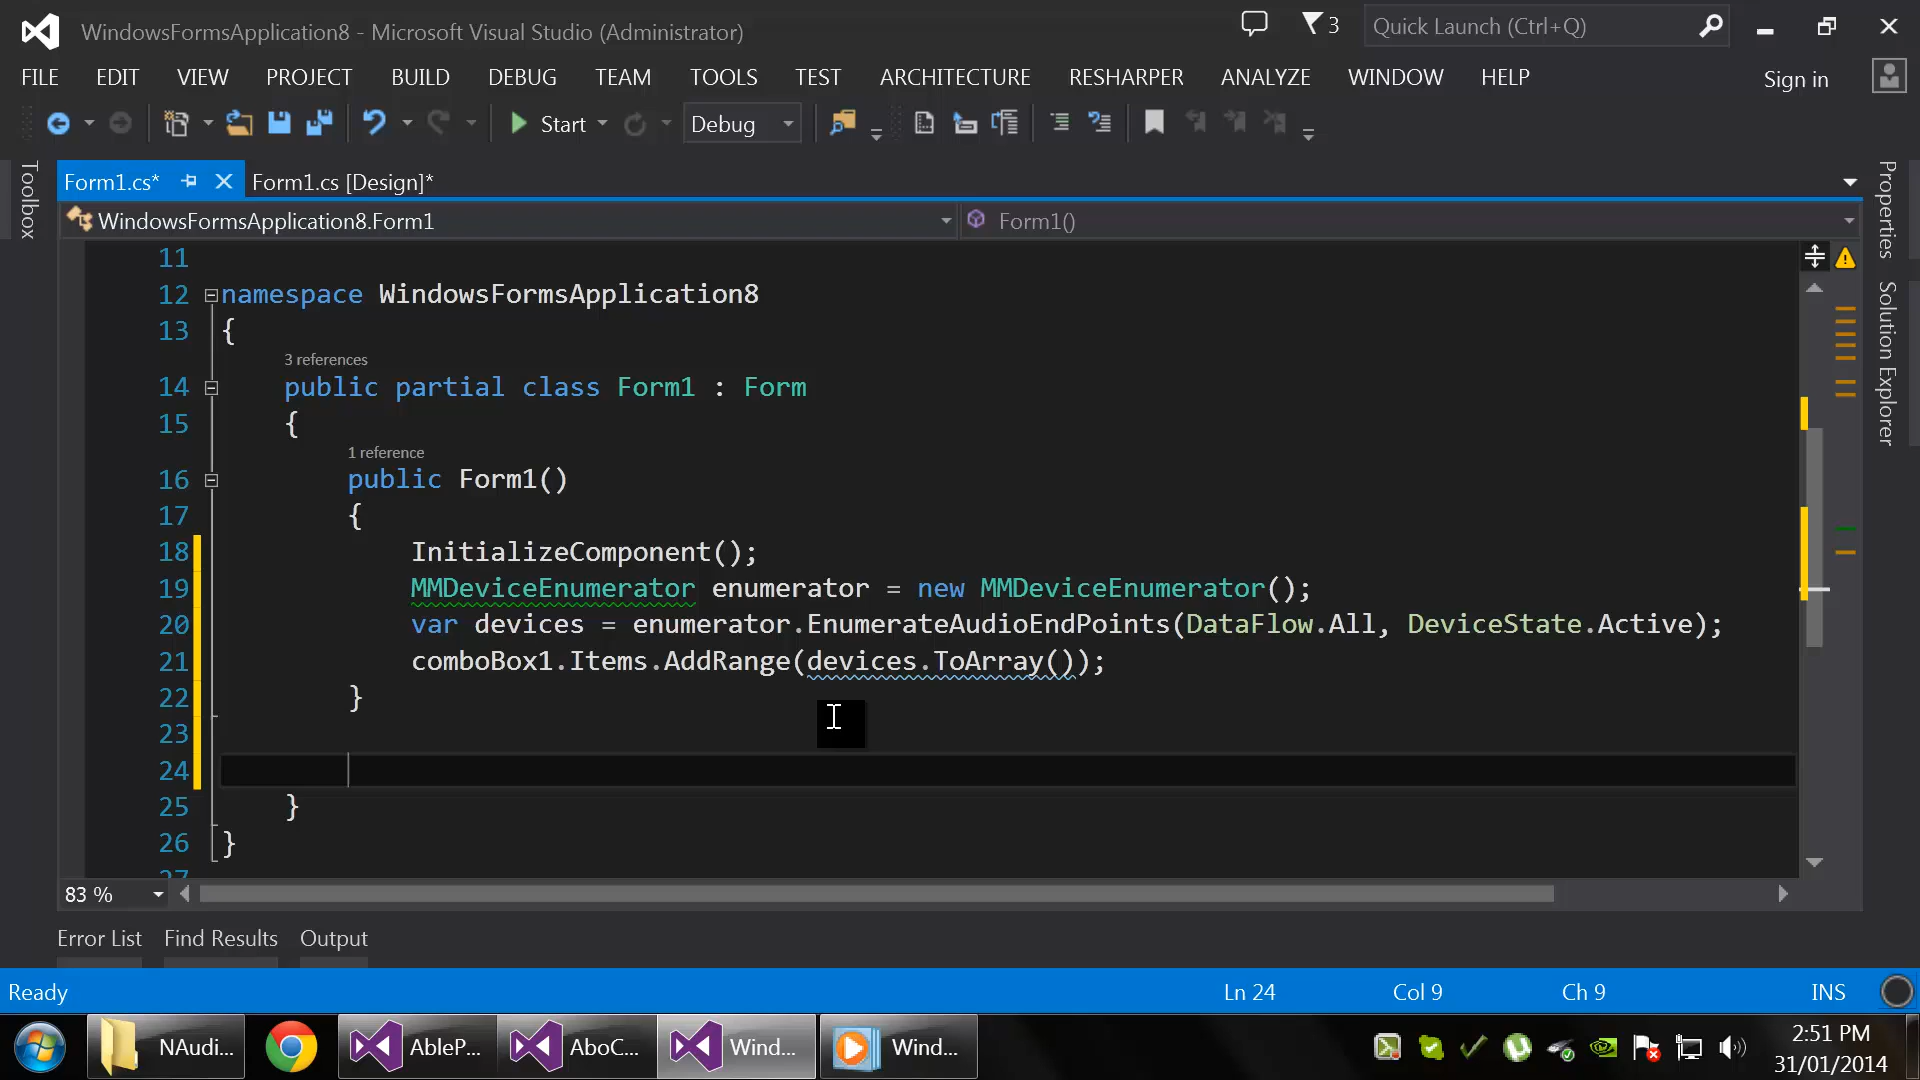 WindowsFormsApplication8 - Microsoft Visual Studio (Administrator)
3
Quick Launch (Ctrl+Q)
FILE EDIT VIEW PROJECT BUILD DEBUG TEAM TOOLS TEST ARCHITECTURE RESHARPER ANALYZE WINDOW HELP
Sign in
Start
Debug
Toolbox
Form1.cs*
Form1.cs [Design]*
Properties
Solution Explorer
WindowsFormsApplication8.Form1
Form1()
11
12 namespace WindowsFormsApplication8
13 {
3 references
14 public partial class Form1 : Form
15 {
1 reference
16 public Form1()
17 {
18 InitializeComponent();
19 MMDeviceEnumerator enumerator = new MMDeviceEnumerator();
20 var devices = enumerator.EnumerateAudioEndPoints(DataFlow.All, DeviceState.Active);
21 comboBox1.Items.AddRange(devices.ToArray());
22 }
23
24
25 }
26 }
27
83 %
Error List Find Results Output
Ready
Ln 24 Col 9 Ch 9 INS
NAudi...
AbleP...
AboC...
Wind...
Wind...
2:51 PM
31/01/2014